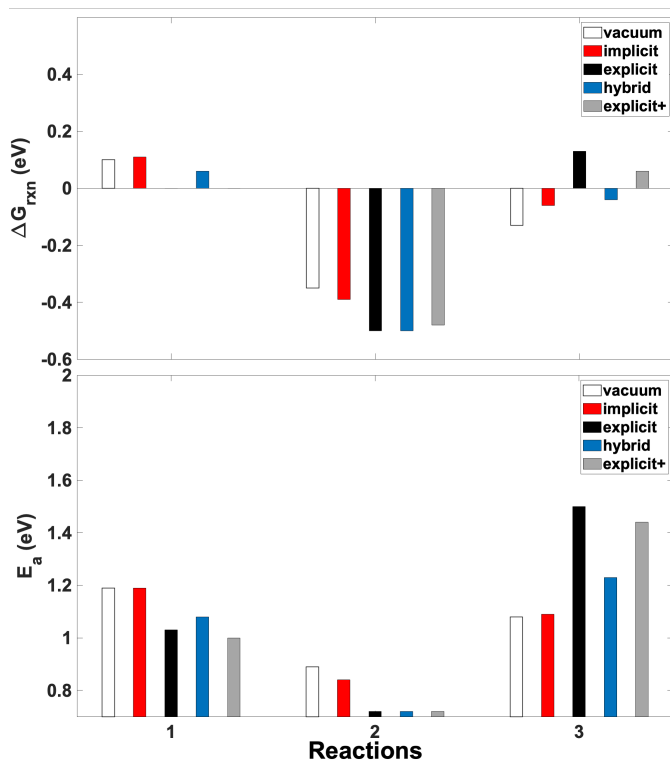 vacuum
implicit
explicit
hybrid
explicit+
0.4
0.2
0
-0.2
-0.4
-0.6
ΔG_rxn (eV)
2
1.8
1.6
1.4
1.2
1
0.8
E_a (eV)
vacuum
implicit
explicit
hybrid
explicit+
1 2 3
Reactions